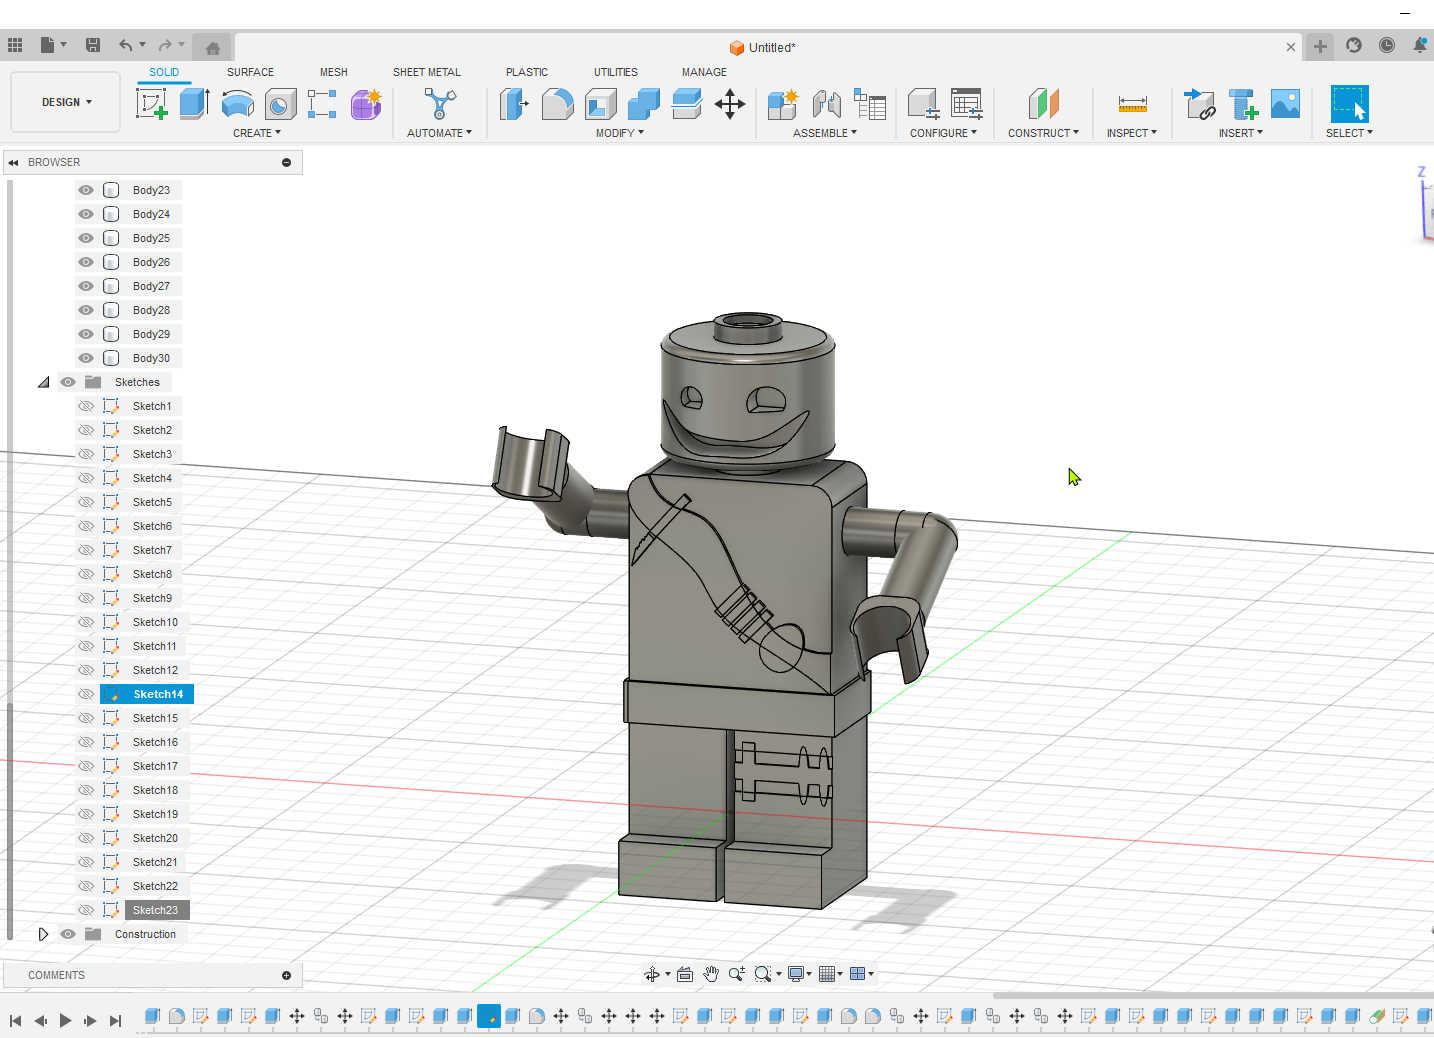 Untitled*
SOLID SURFACE MESH SHEET METAL PLASTIC UTILITIES MANAGE
DESIGN
CREATE AUTOMATE MODIFY ASSEMBLE CONFIGURE CONSTRUCT INSPECT INSERT SELECT
BROWSER
Z
Body23
Body24
Body25
Body26
Body27
Body28
Body29
Body30
Sketches
Sketch1
Sketch2
Sketch3
Sketch4
Sketch5
Sketch6
Sketch7
Sketch8
Sketch9
Sketch10
Sketch11
Sketch12
Sketch14
Sketch15
Sketch16
Sketch17
Sketch18
Sketch19
Sketch20
Sketch21
Sketch22
Sketch23
Construction
COMMENTS